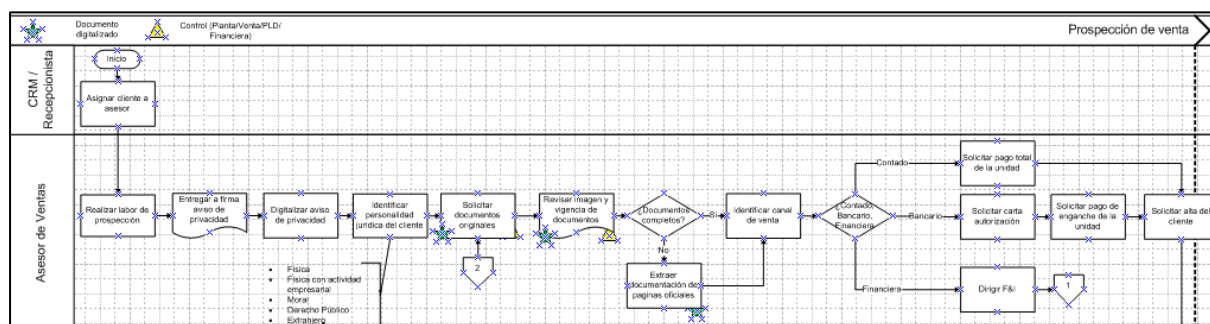 Documento
digitalizado
Control (Planta/Venta/PLD/
Financiera)
Prospección de venta
CRM /
Recepcionista
Inicio
Asignar cliente a
asesor
Asesor de Ventas
Realizar labor de
prospección
Entregar a firma
aviso de
privacidad
Digitalizar aviso
de privacidad
Identificar
personalidad
jurídica del cliente
Solicitar
documentos
originales
Revisar imagen y
vigencia de
documentos
¿Documentos
completos?
Si
No
Identificar canal
de venta
¿Contado,
Bancario,
Financiera
Contado
Solicitar pago total
de la unidad
Bancario
Solicitar carta
autorización
Solicitar pago de
enganche de la
unidad
Solicitar alta del
cliente
2
Extraer
documentación de
paginas oficiales
Financiera
Dirigir F&I
1
• Física
• Física con actividad
empresarial
• Moral
• Derecho Público
• Extranjero